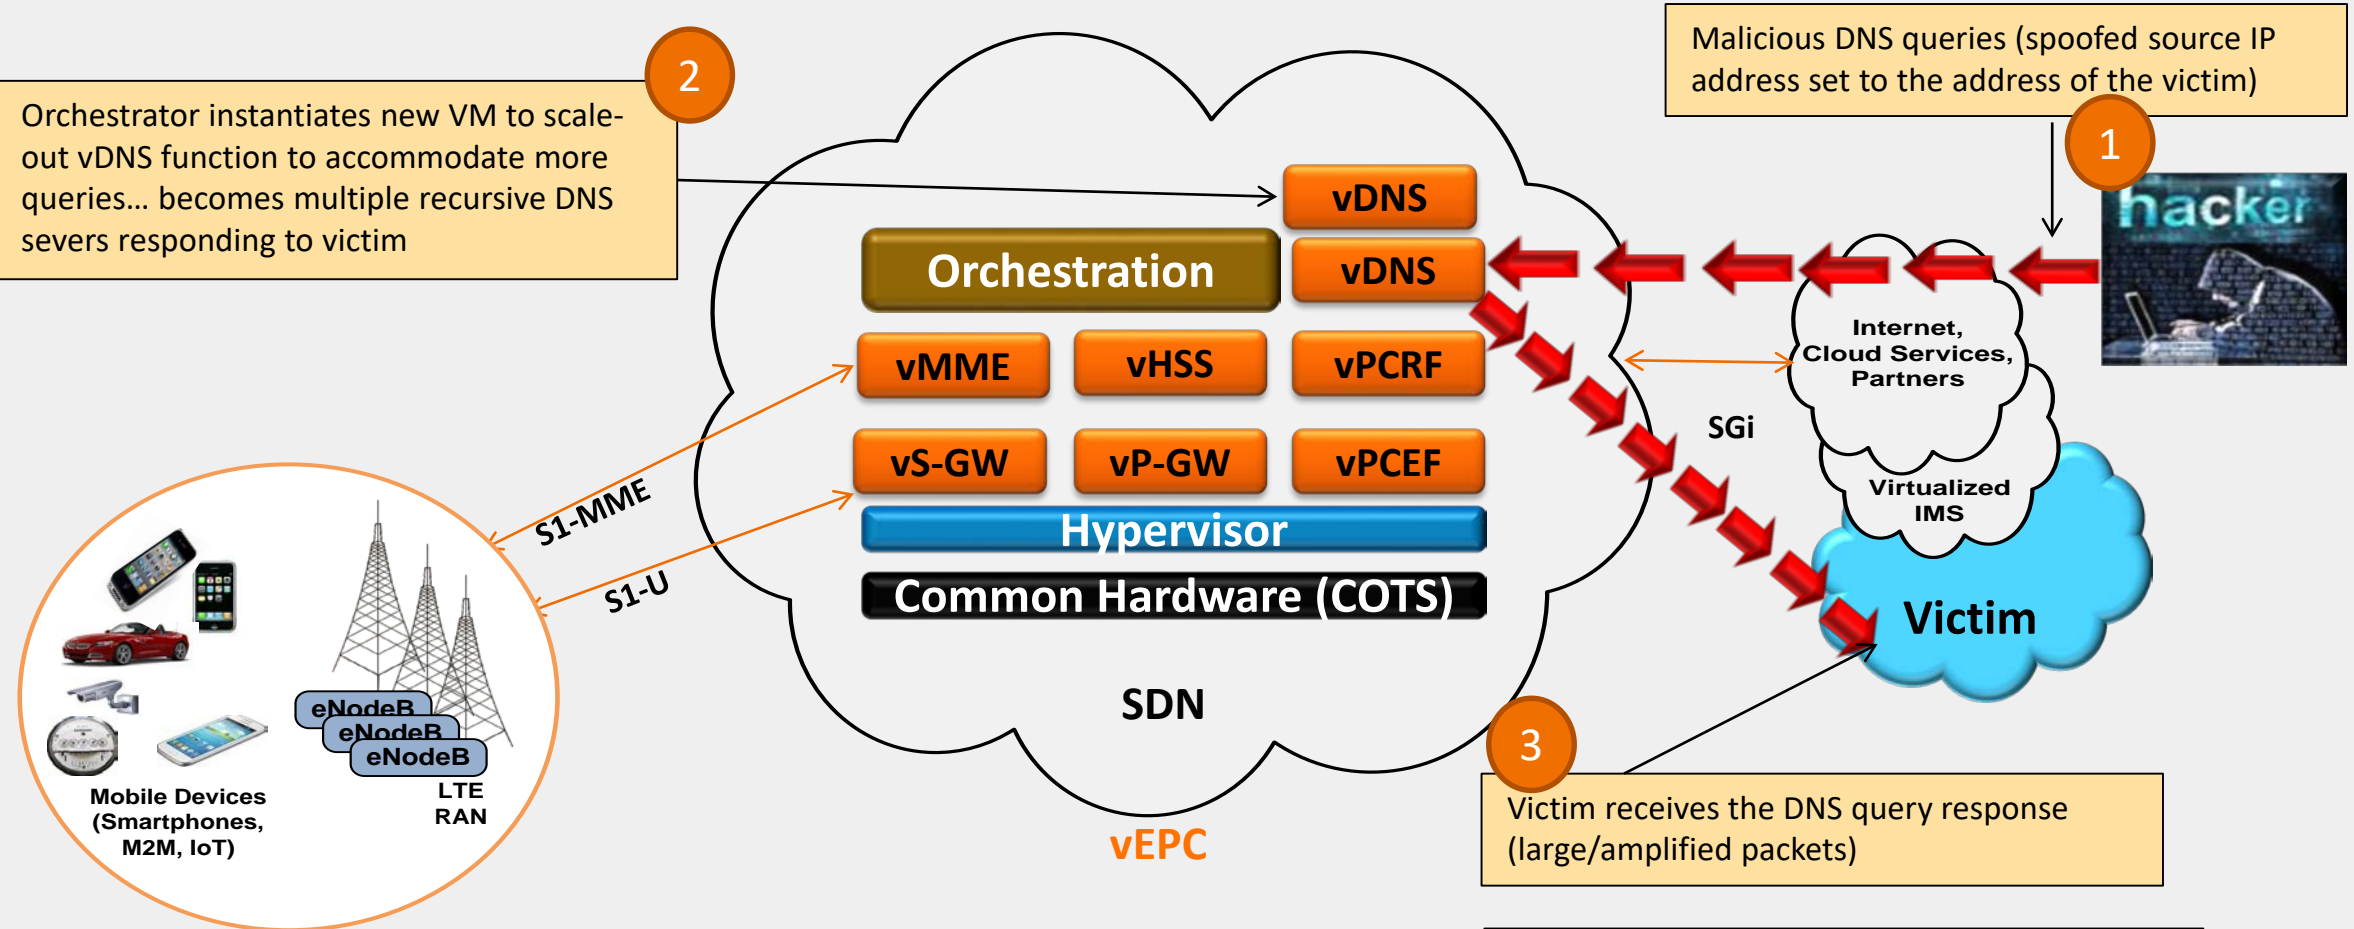 Malicious DNS queries (spoofed source IP
address set to the address of the victim)
1
2
Orchestrator instantiates new VM to scale-
out vDNS function to accommodate more
queries… becomes multiple recursive DNS
severs responding to victim
hacker
vDNS
Orchestration
vDNS
vMME
vHSS
vPCRF
vS-GW
vP-GW
vPCEF
Hypervisor
Common Hardware (COTS)
SDN
vEPC
S1-MME
S1-U
SGi
Internet,
Cloud Services,
Partners
Virtualized
IMS
Victim
eNodeB
eNodeB
eNodeB
LTE
RAN
Mobile Devices
(Smartphones,
M2M, IoT)
3
Victim receives the DNS query response
(large/amplified packets)